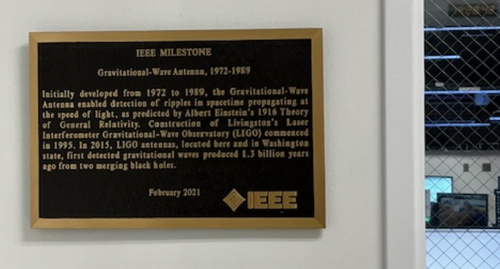 IEEE MILESTONE
Gravitational-Wave Antenna, 1972-1989
Initially developed from 1972 to 1989, the Gravitational-Wave
Antenna enabled detection of ripples in spacetime propagating at
the speed of light, as predicted by Albert Einstein's 1916 Theory
of General Relativity. Construction of Livingston's Laser
Interferometer Gravitational-Wave Observatory (LIGO) commenced
in 1995. In 2015, LIGO antennas, located here and in Washington
state, first detected gravitational waves produced 1.3 billion years
ago from two merging black holes.
February 2021
IEEE